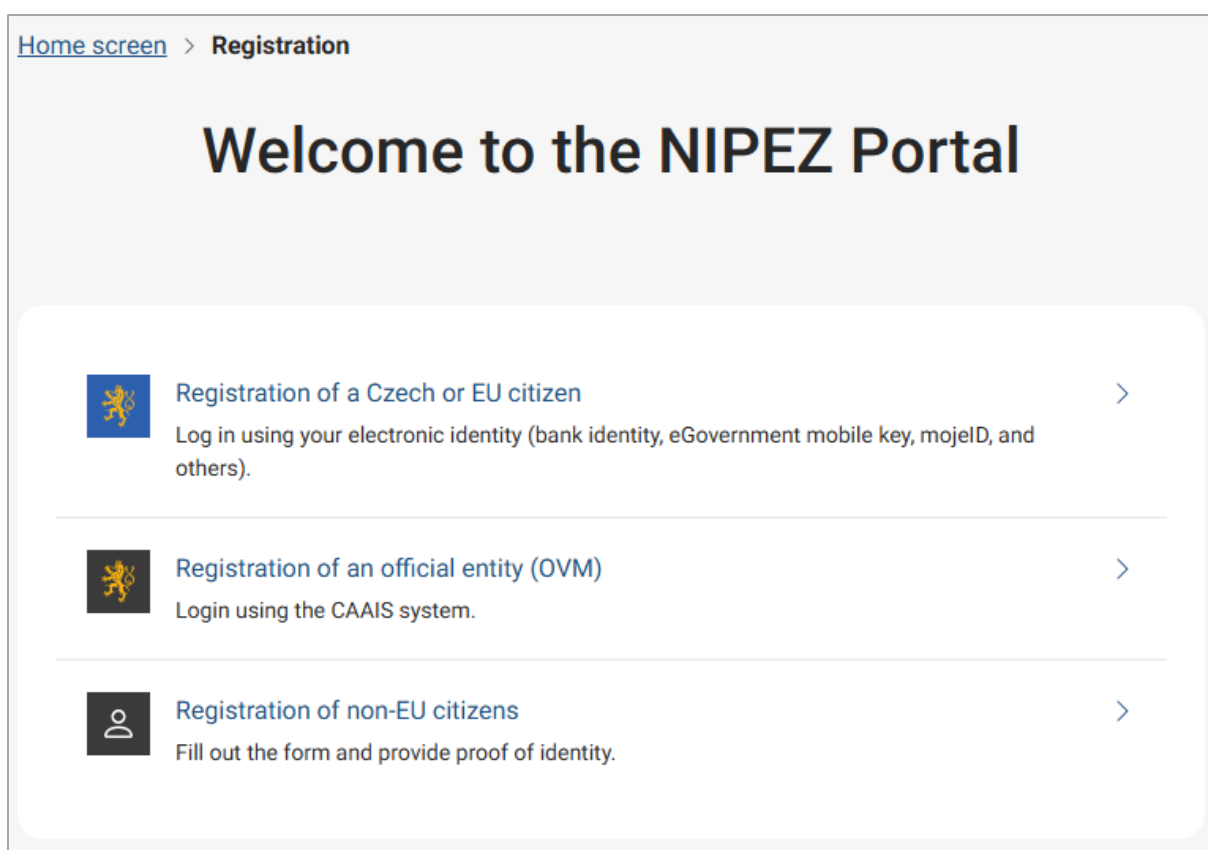 Home screen > Registration
Welcome to the NIPEZ Portal
Registration of a Czech or EU citizen
Log in using your electronic identity (bank identity, eGovernment mobile key, mojeID, and
others).
Registration of an official entity (OVM)
Login using the CAAIS system.
Registration of non-EU citizens
Fill out the form and provide proof of identity.